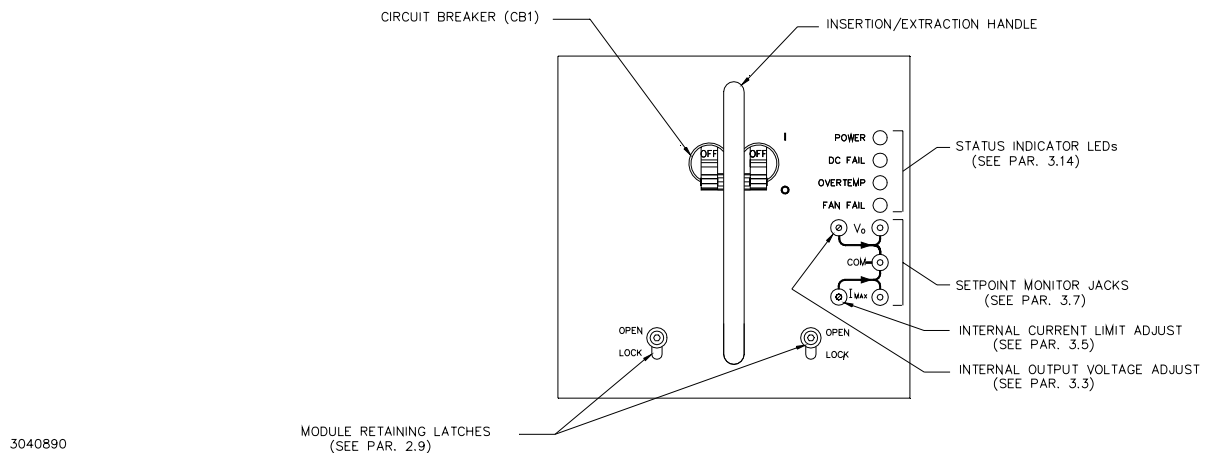 CIRCUIT BREAKER (CB1)
INSERTION/EXTRACTION HANDLE
OFF OFF
I
O
POWER
DC FAIL
OVERTEMP
FAN FAIL
STATUS INDICATOR LEDs
(SEE PAR. 3.14)
Vo
COM
IMAX
SETPOINT MONITOR JACKS
(SEE PAR. 3.7)
INTERNAL CURRENT LIMIT ADJUST
(SEE PAR. 3.5)
INTERNAL OUTPUT VOLTAGE ADJUST
(SEE PAR. 3.3)
OPEN
LOCK
OPEN
LOCK
MODULE RETAINING LATCHES
(SEE PAR. 2.9)
3040890